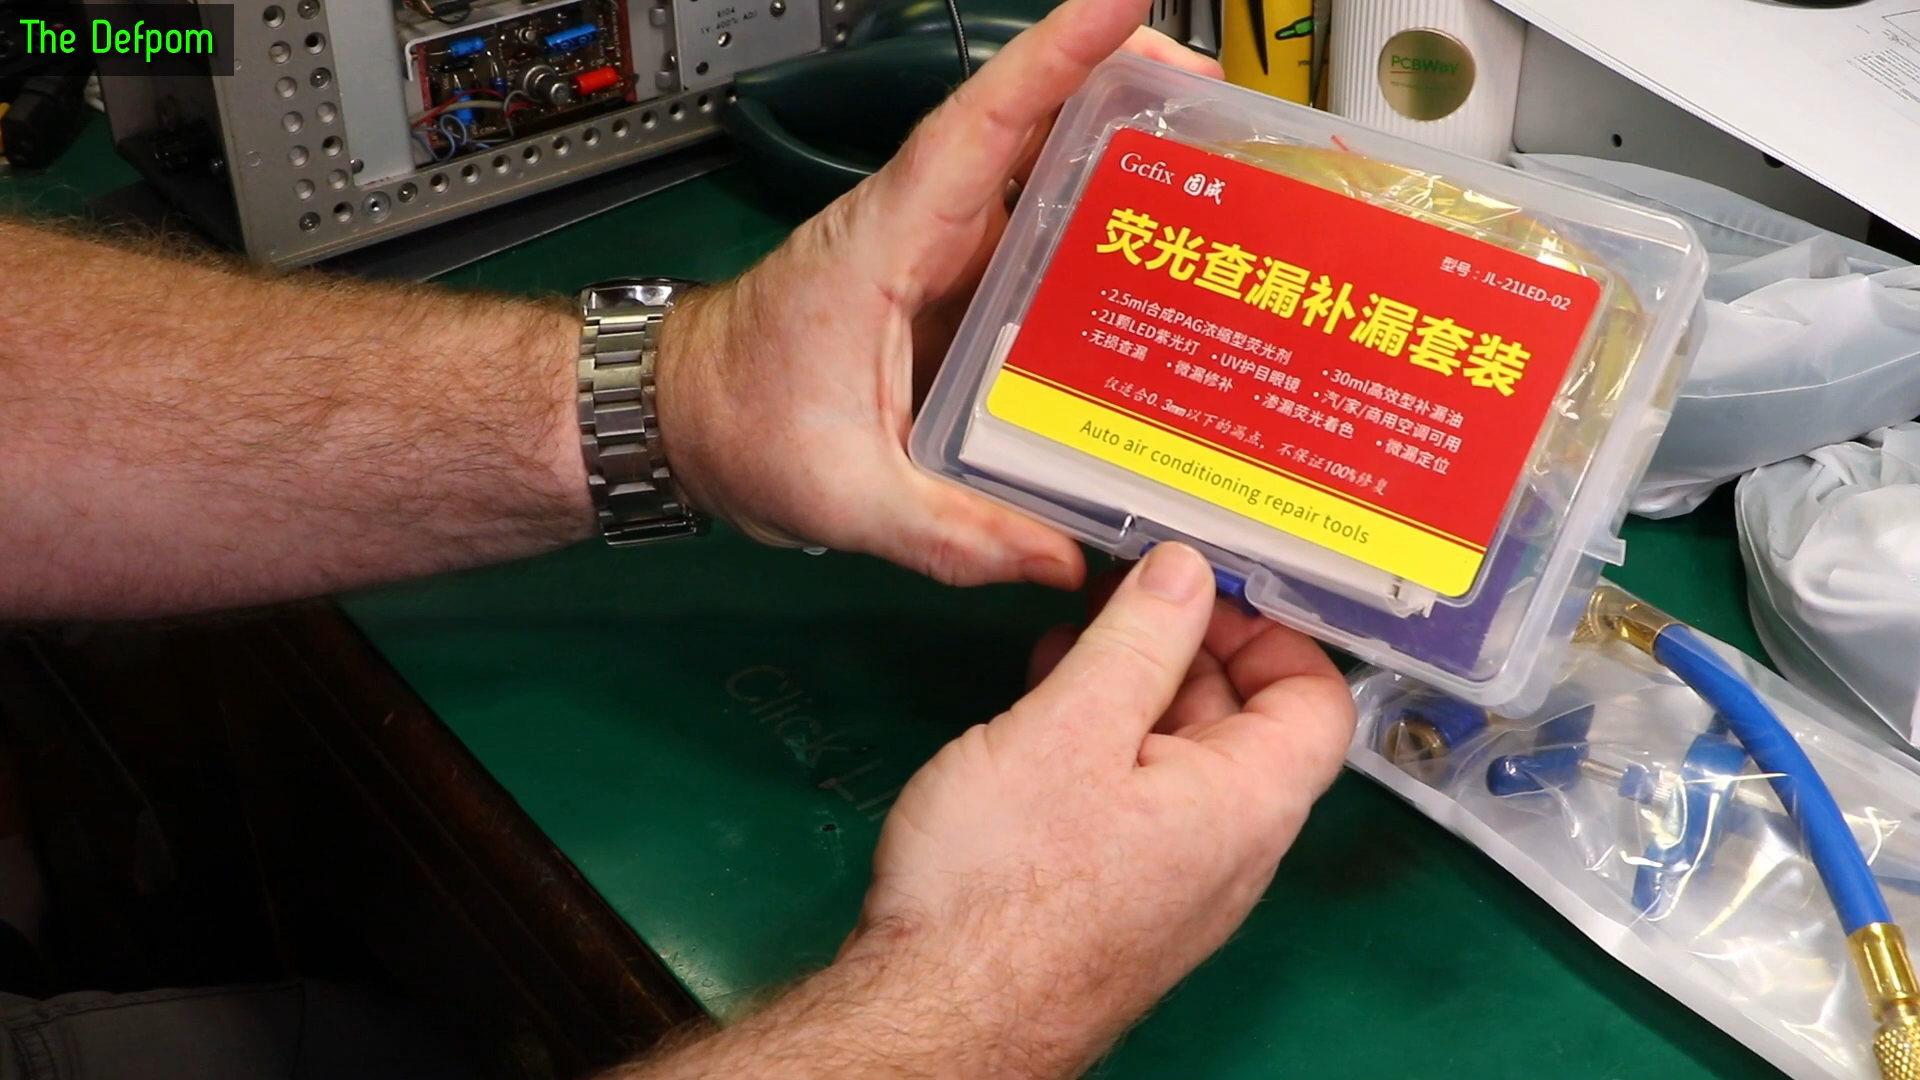 The Defpom
PCBWay
Gcfix 固成
荧光查漏补漏套装
型号：JL-21LED-02
•2.5ml合成PAG浓缩型荧光剂
•30ml高效型补漏油
•21颗LED紫光灯 •UV护目眼镜 •汽/家/商用空调可用
•无损查漏 •微漏修补 •渗漏荧光着色 •微漏定位
仅适合0.3mm以下的漏点，不保证100%修复
Auto air conditioning repair tools
Click